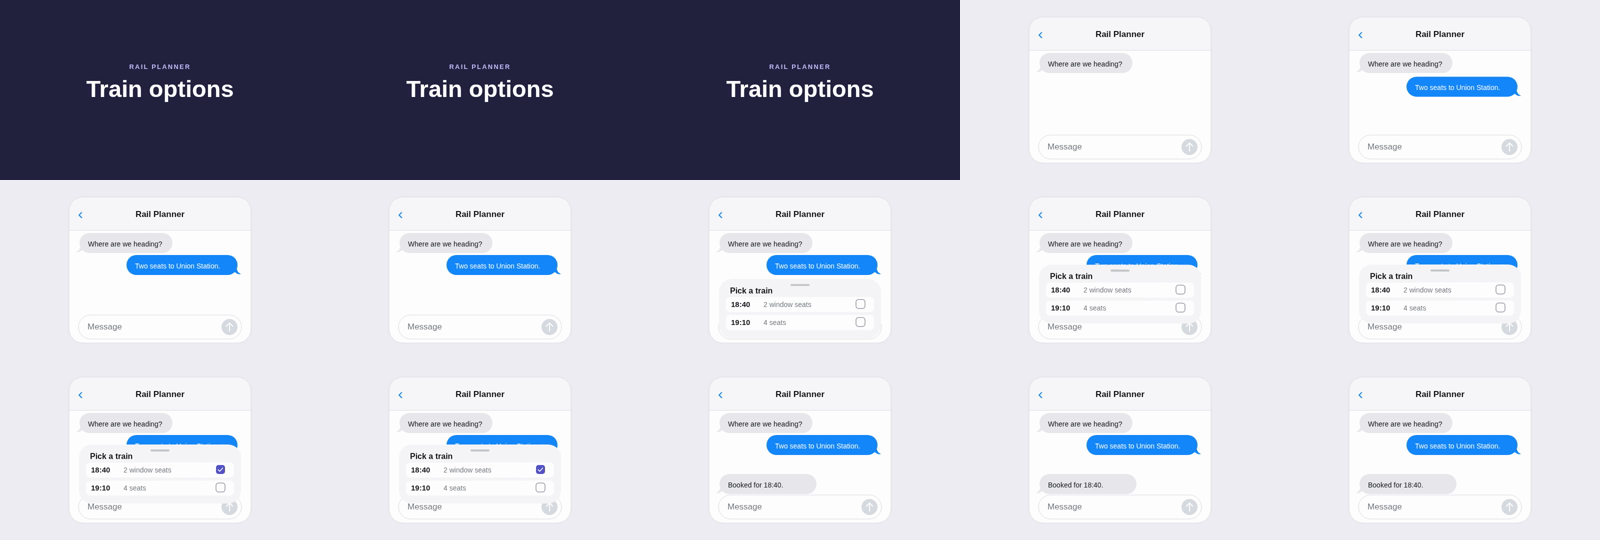 RAIL PLANNER
Train options
RAIL PLANNER
Train options
RAIL PLANNER
Train options
Rail Planner
Where are we heading?
Message
Rail Planner
Where are we heading?
Two seats to Union Station.
Message
Rail Planner
Where are we heading?
Two seats to Union Station.
Message
Rail Planner
Where are we heading?
Two seats to Union Station.
Message
Rail Planner
Where are we heading?
Two seats to Union Station.
Pick a train
18:40 2 window seats
19:10 4 seats
Rail Planner
Where are we heading?
Pick a train
18:40 2 window seats
19:10 4 seats
Message
Rail Planner
Where are we heading?
Pick a train
18:40 2 window seats
19:10 4 seats
Message
Rail Planner
Where are we heading?
Pick a train
18:40 2 window seats
19:10 4 seats
Message
Rail Planner
Where are we heading?
Pick a train
18:40 2 window seats
19:10 4 seats
Message
Rail Planner
Where are we heading?
Two seats to Union Station.
Booked for 18:40.
Message
Rail Planner
Where are we heading?
Two seats to Union Station.
Booked for 18:40.
Message
Rail Planner
Where are we heading?
Two seats to Union Station.
Booked for 18:40.
Message